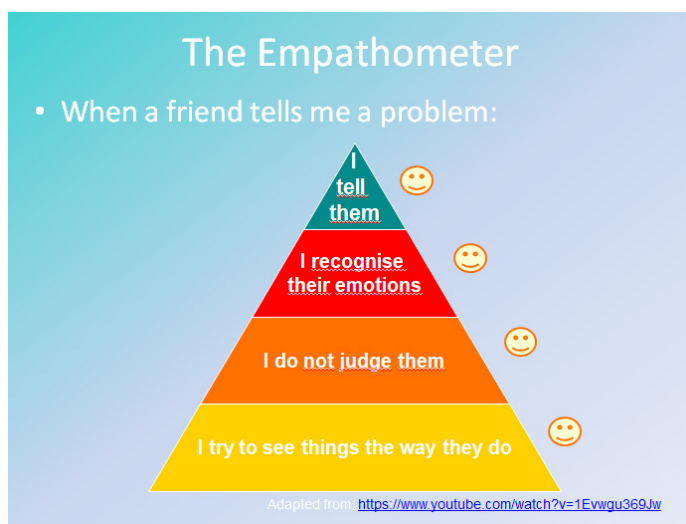 The Empathometer
• When a friend tells me a problem:
I
tell
them
I recognise
their emotions
I do not judge them
I try to see things the way they do
Adapted from: https://www.youtube.com/watch?v=1Evwgu369Jw